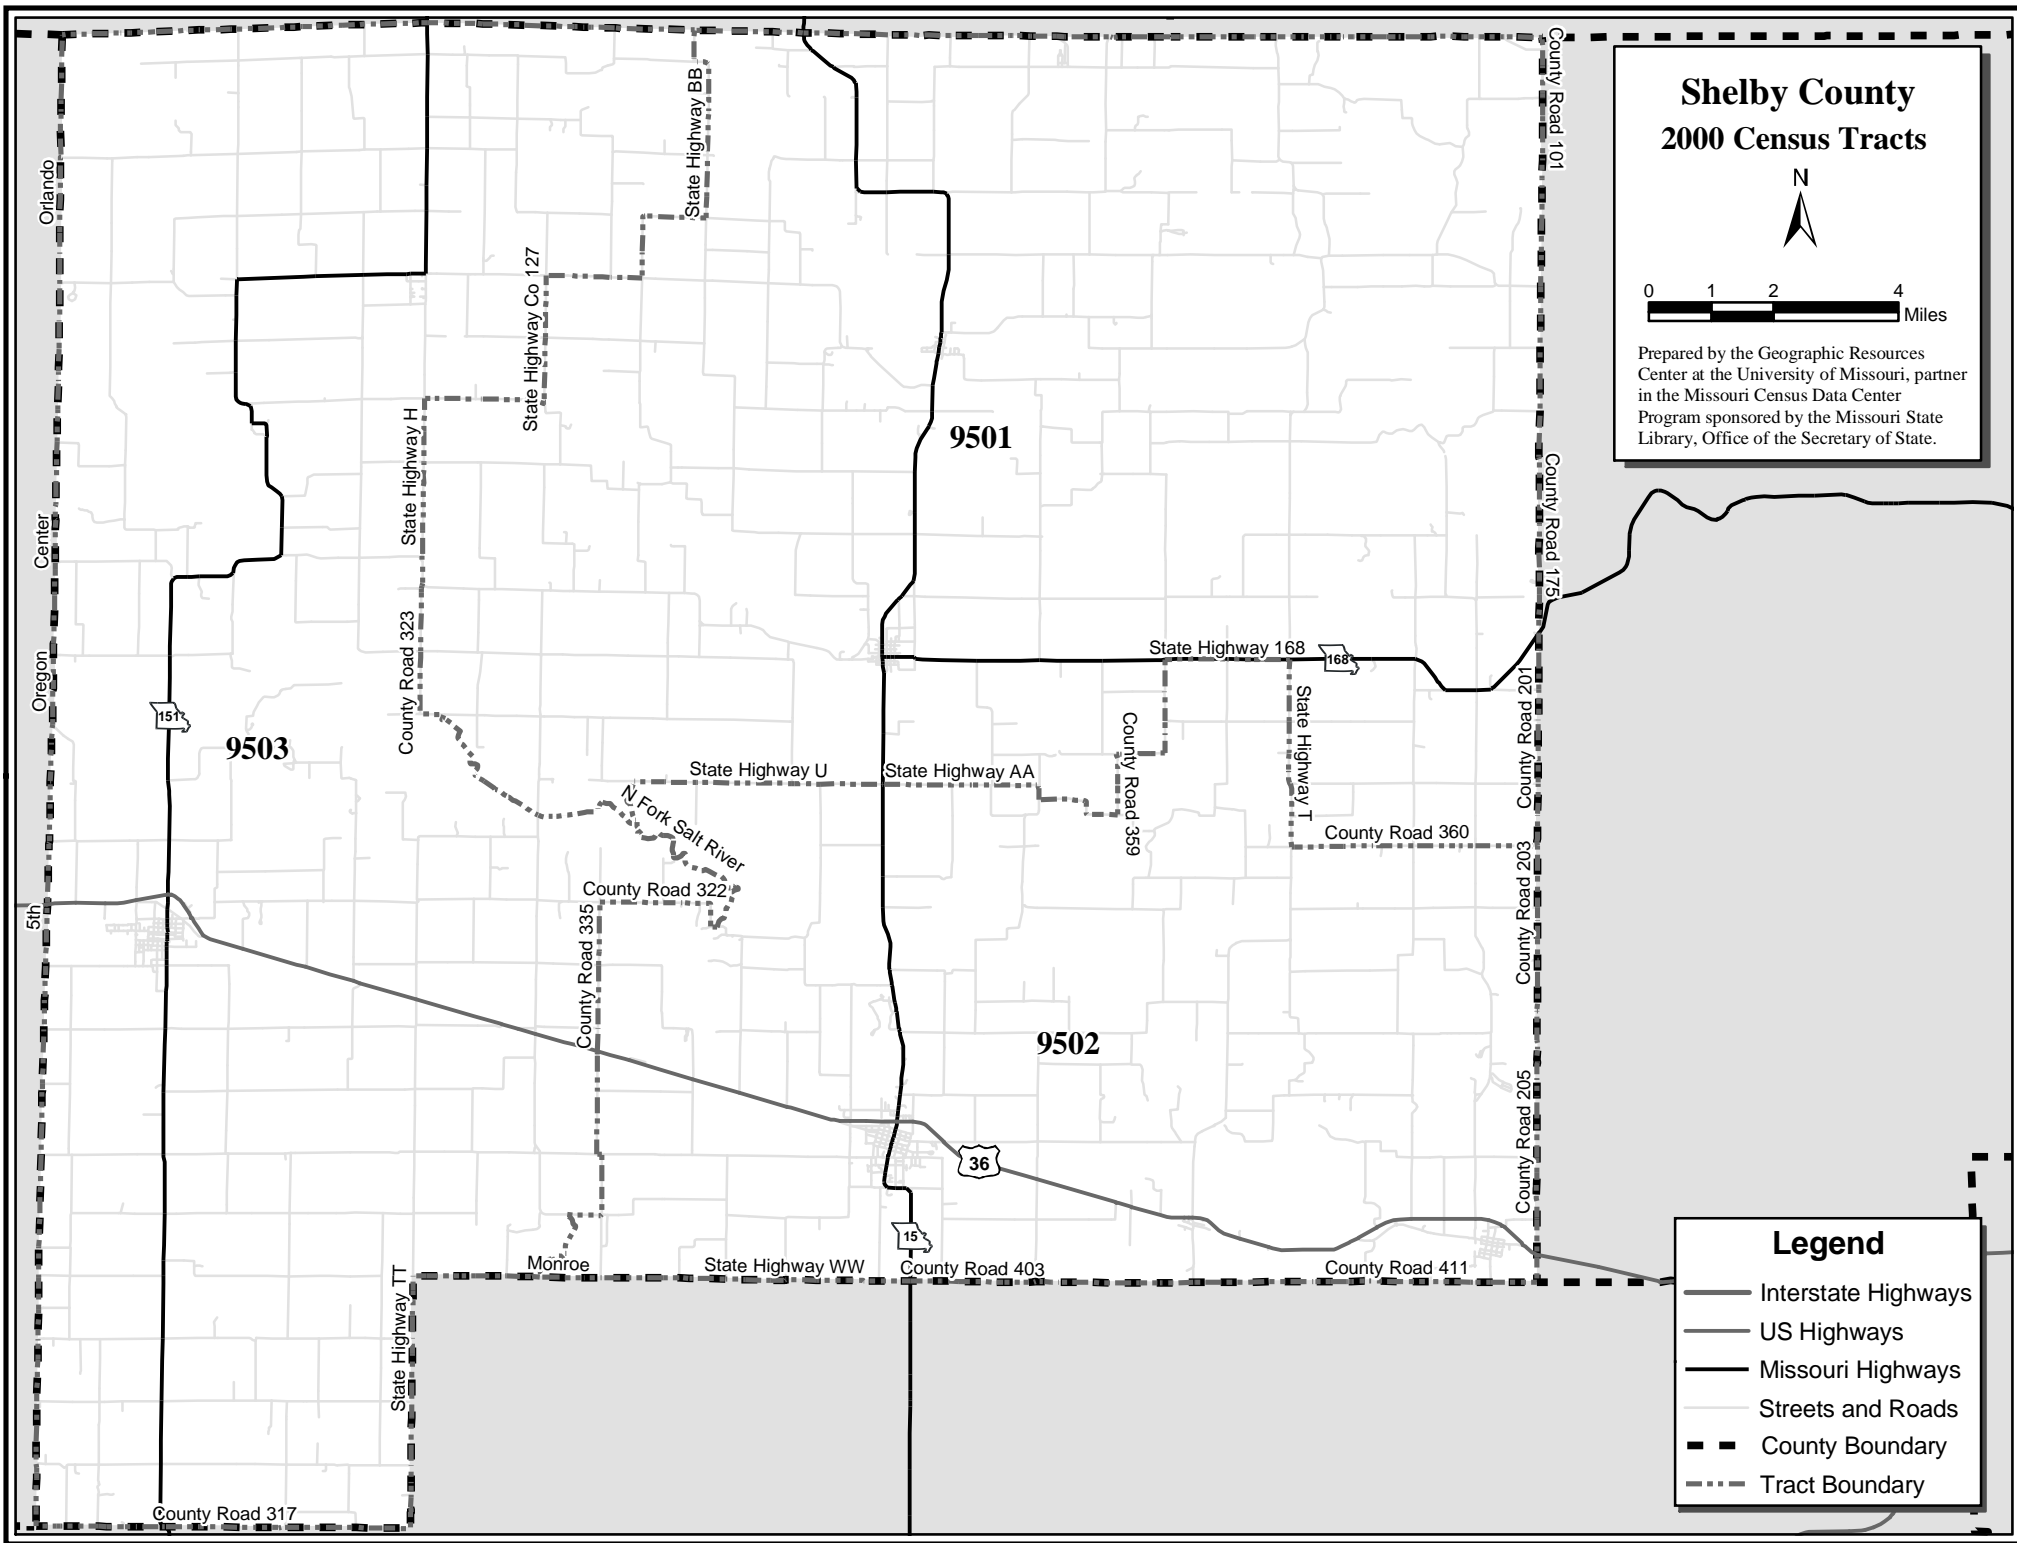 Shelby County
2000 Census Tracts
N
0 1 2 4
Miles
Prepared by the Geographic Resources
Center at the University of Missouri, partner
in the Missouri Census Data Center
Program sponsored by the Missouri State
Library, Office of the Secretary of State.
County Road 101
State Highway BB
Orlando
State Highway Co 127
State Highway H
9501
County Road 175
Center
County Road 323
State Highway 168
168
Oregon
151
9503
County Road 201
State Highway T
County Road 359
State Highway U
State Highway AA
N Fork Salt River
County Road 360
County Road 322
County Road 203
5th
County Road 335
9502
County Road 205
36
15
Monroe
State Highway WW
County Road 403
County Road 411
State Highway TT
County Road 317
Legend
Interstate Highways
US Highways
Missouri Highways
Streets and Roads
County Boundary
Tract Boundary